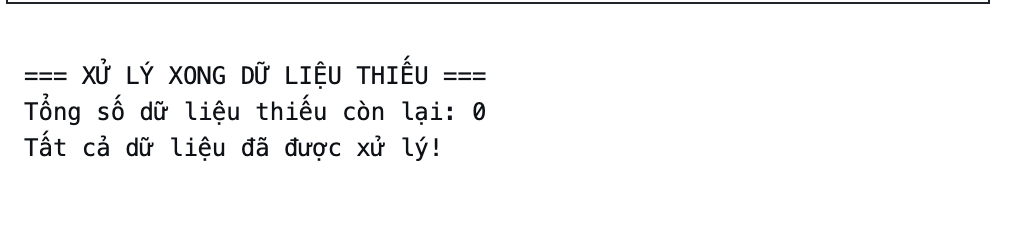 === XỬ LÝ XONG DỮ LIỆU THIẾU ===
Tổng số dữ liệu thiếu còn lại: 0
Tất cả dữ liệu đã được xử lý!